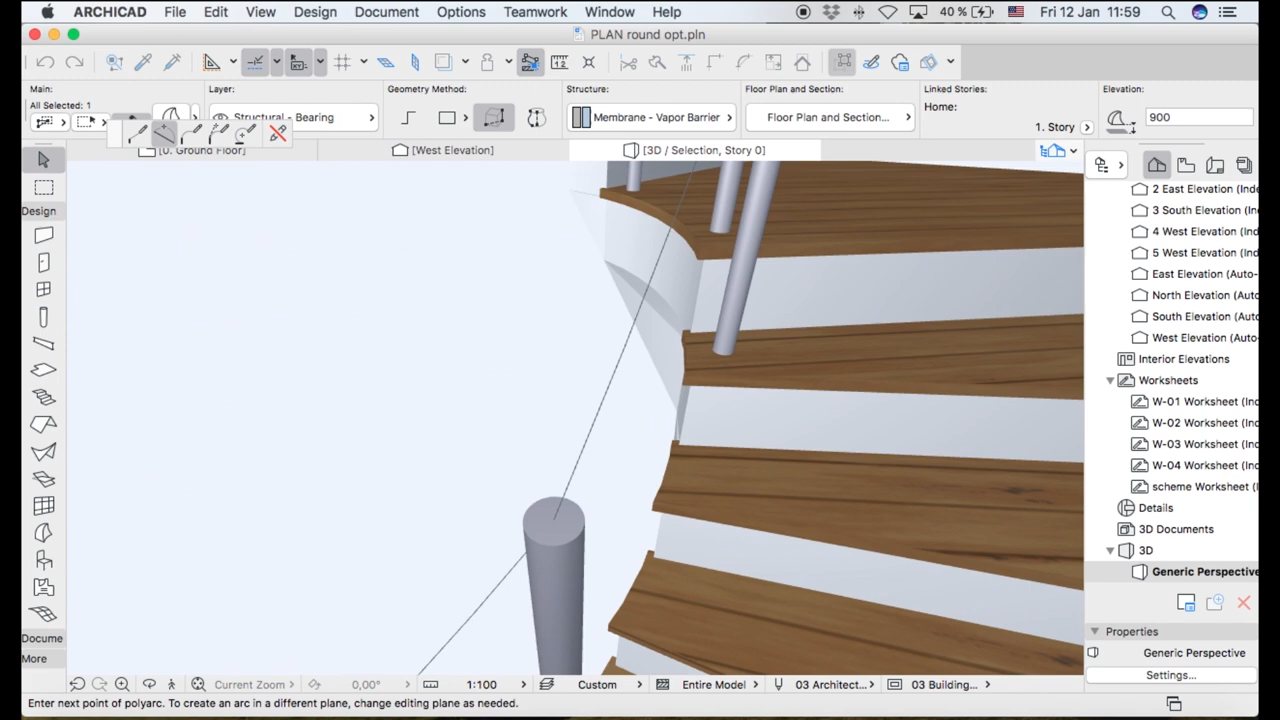 ARCHICAD File Edit View Design Document Options Teamwork Window Help 40 % Fri 12 Jan 11:59
PLAN round opt.pln
Main: Layer: Geometry Method: Structure: Floor Plan and Section: Linked Stories: Elevation:
All Selected: 1
Structural - Bearing Membrane - Vapor Barrier Floor Plan and Section... Home: 900
1. Story
[0. Ground Floor] [West Elevation] [3D / Selection, Story 0]
Design
2 East Elevation (Inde
3 South Elevation (Ind
4 West Elevation (Ind
5 West Elevation (Ind
East Elevation (Auto-
North Elevation (Auto
South Elevation (Auto
West Elevation (Auto
Interior Elevations
Worksheets
W-01 Worksheet (Inc
W-02 Worksheet (Ind
W-03 Worksheet (Ind
W-04 Worksheet (Ind
scheme Worksheet (I
Details
3D Documents
3D
Generic Perspective
Docume
More
Properties
Generic Perspective
Settings...
Current Zoom 0,00° 1:100 Custom Entire Model 03 Architect... 03 Building...
Enter next point of polyarc. To create an arc in a different plane, change editing plane as needed.